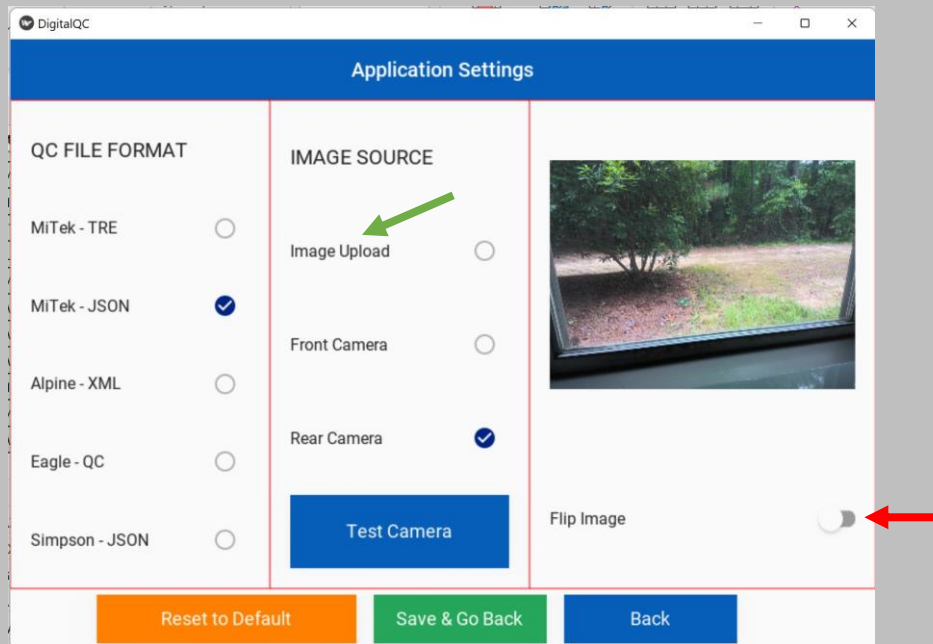 DigitalQC
Application Settings
QC FILE FORMAT
MiTek - TRE
MiTek - JSON
Alpine - XML
Eagle - QC
Simpson - JSON
IMAGE SOURCE
Image Upload
Front Camera
Rear Camera
Test Camera
Flip Image
Reset to Default
Save & Go Back
Back